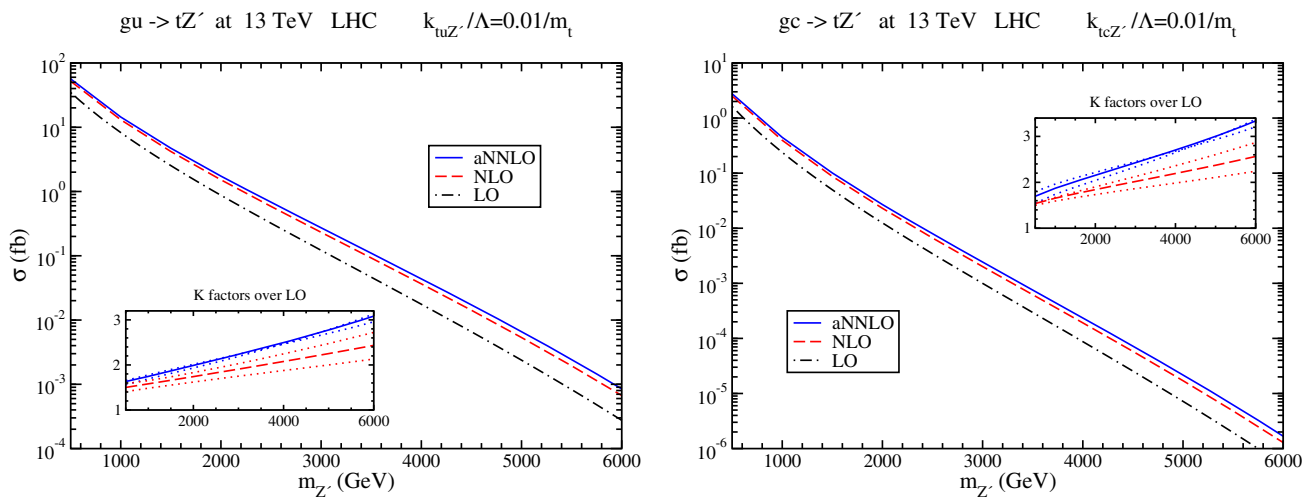 gu -> tZ´ at 13 TeV LHC k_tuZ´/Λ=0.01/m_t
10^2
10^1
10^0
10^-1
10^-2
10^-3
10^-4
σ (fb)
aNNLO
NLO
LO
K factors over LO
3
2
1
2000 4000 6000
1000 2000 3000 4000 5000 6000
m_Z´ (GeV)
gc -> tZ´ at 13 TeV LHC k_tcZ´/Λ=0.01/m_t
10^1
10^0
10^-1
10^-2
10^-3
10^-4
10^-5
10^-6
σ (fb)
K factors over LO
3
2
1
2000 4000 6000
aNNLO
NLO
LO
1000 2000 3000 4000 5000 6000
m_Z´ (GeV)